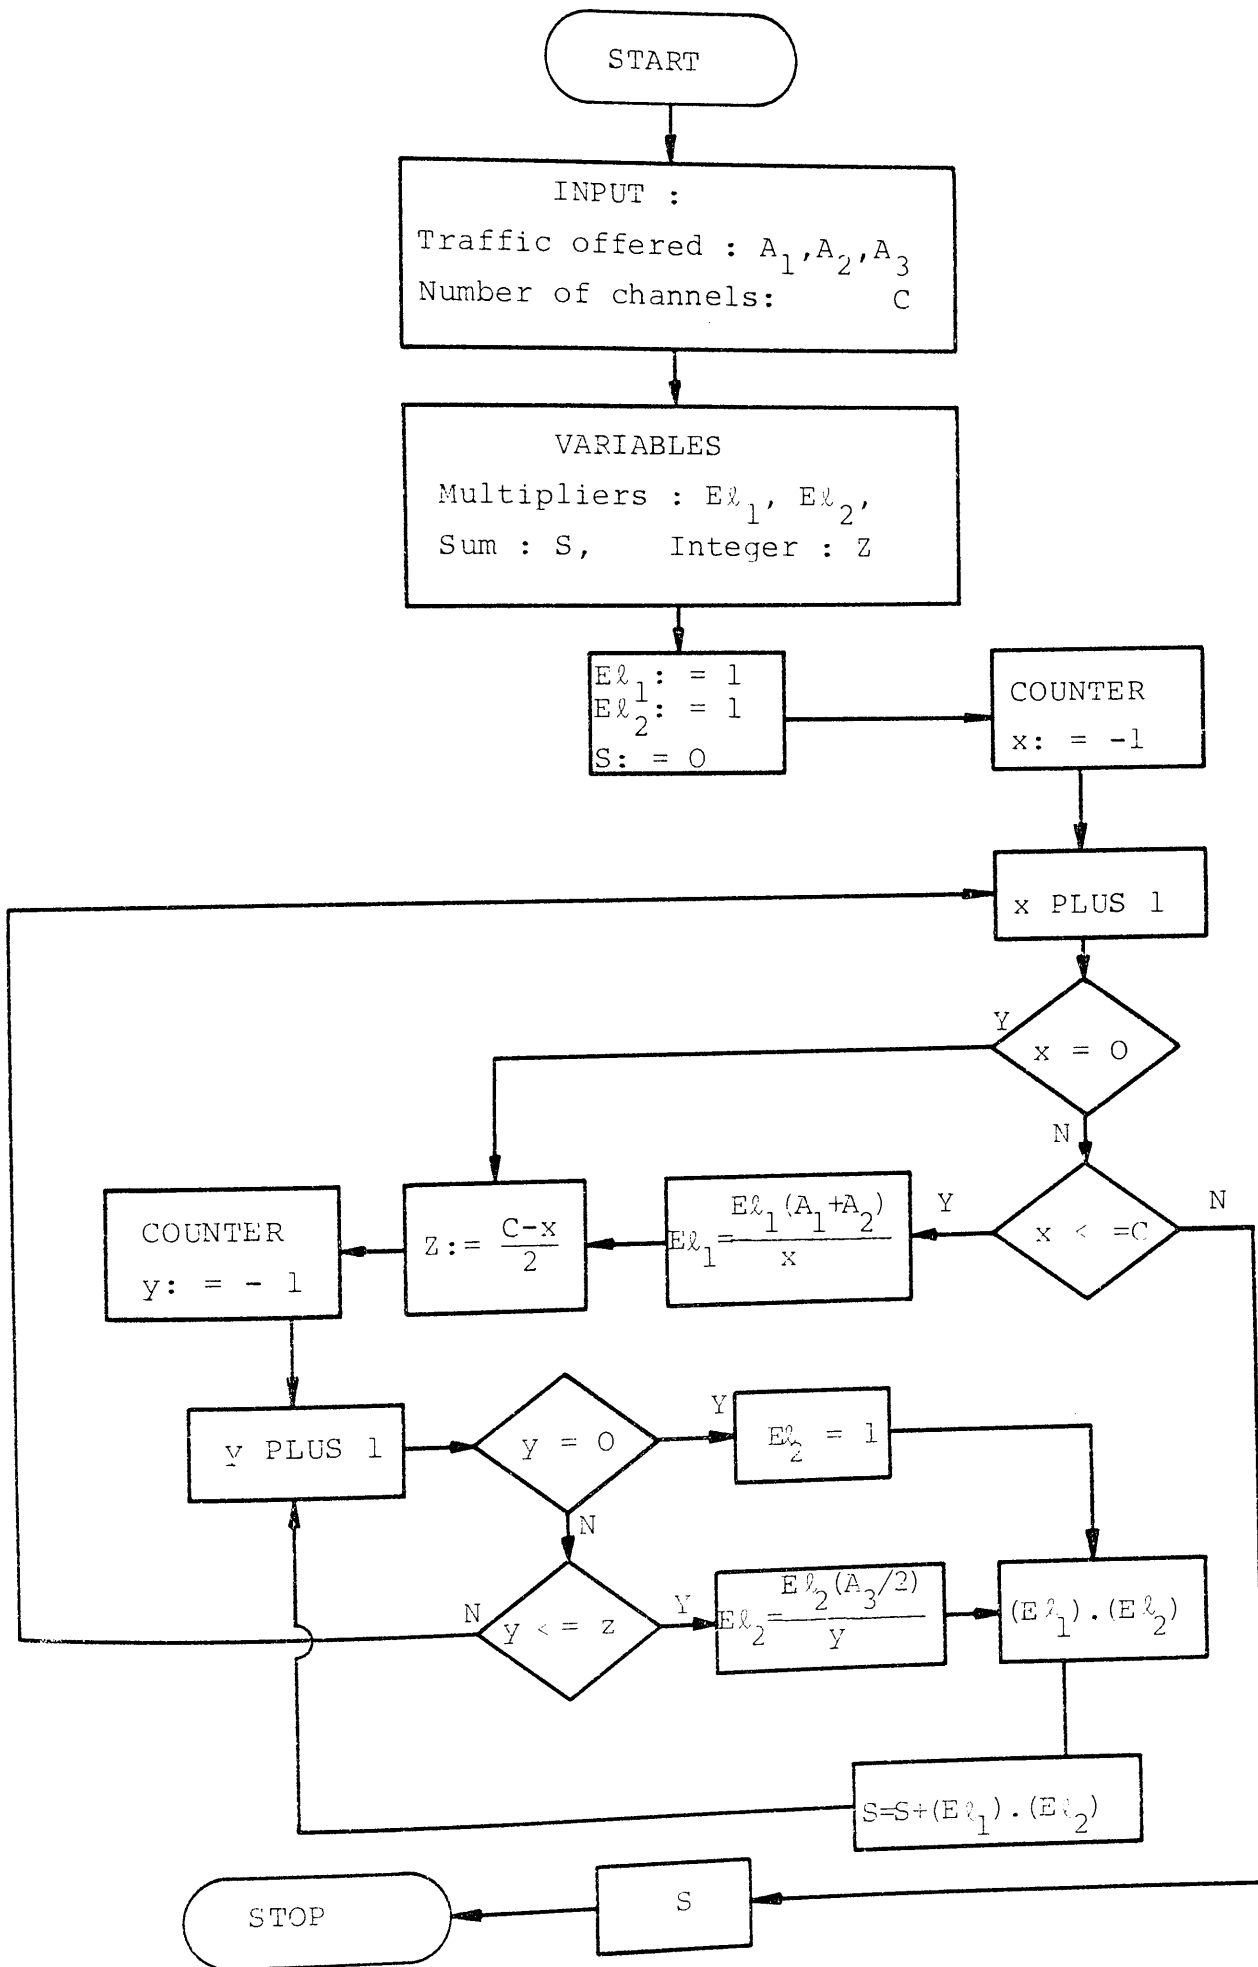 START
INPUT :
Traffic offered : A₁,A₂,A₃
Number of channels: C
VARIABLES
Multipliers : Eℓ₁, Eℓ₂,
Sum : S, Integer : Z
Eℓ₁: = 1
Eℓ₂: = 1
S: = 0
COUNTER
x: = -1
x PLUS 1
Y
x = 0
N
N
x < =C
Y
Eℓ₁=Eℓ₁(A₁+A₂)/x
Z:= C-x/2
COUNTER
y: = - 1
y PLUS 1
y = 0
Y
Eℓ₂ = 1
N
N
y < = z
Y
Eℓ₂=Eℓ₂(A₃/2)/y
(Eℓ₁).(Eℓ₂)
S=S+(Eℓ₁).(Eℓ₂)
S
STOP